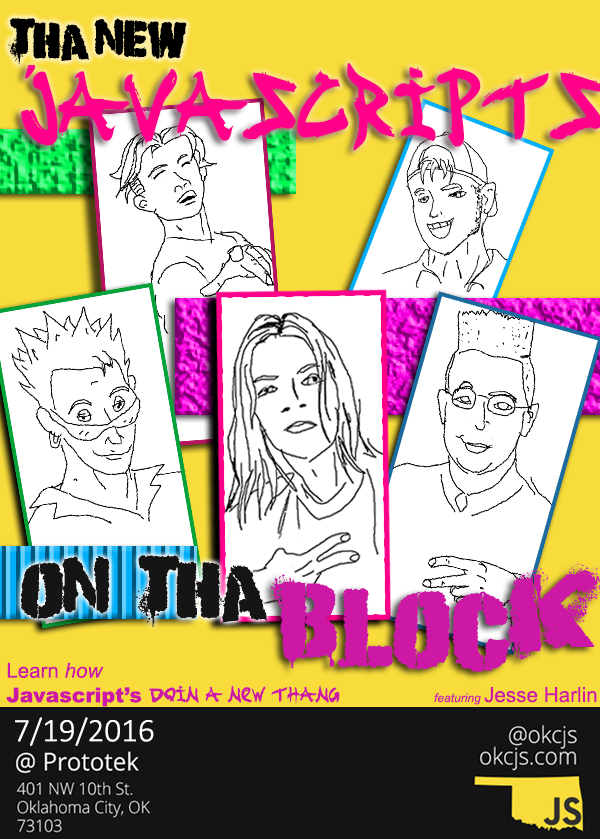 THA NEW
JAVASCRIPTS
ON THA BLOCK
Learn how
Javascript's DOIN A NEW THANG
featuring Jesse Harlin
7/19/2016
@ Prototek
401 NW 10th St.
Oklahoma City, OK
73103
@okcjs
okcjs.com
JS